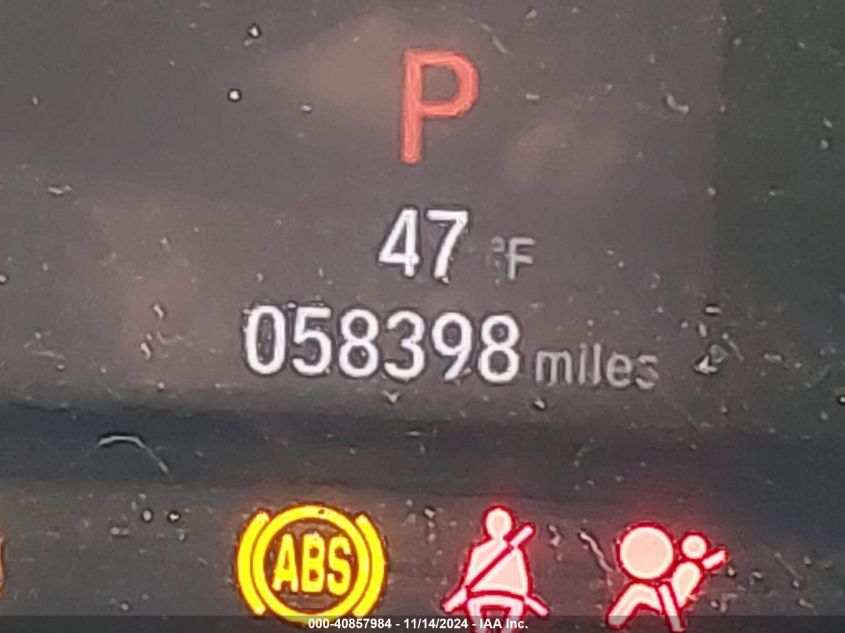 P
47 °F
058398 miles
ABS
000-40857984 - 11/14/2024 - IAA Inc.